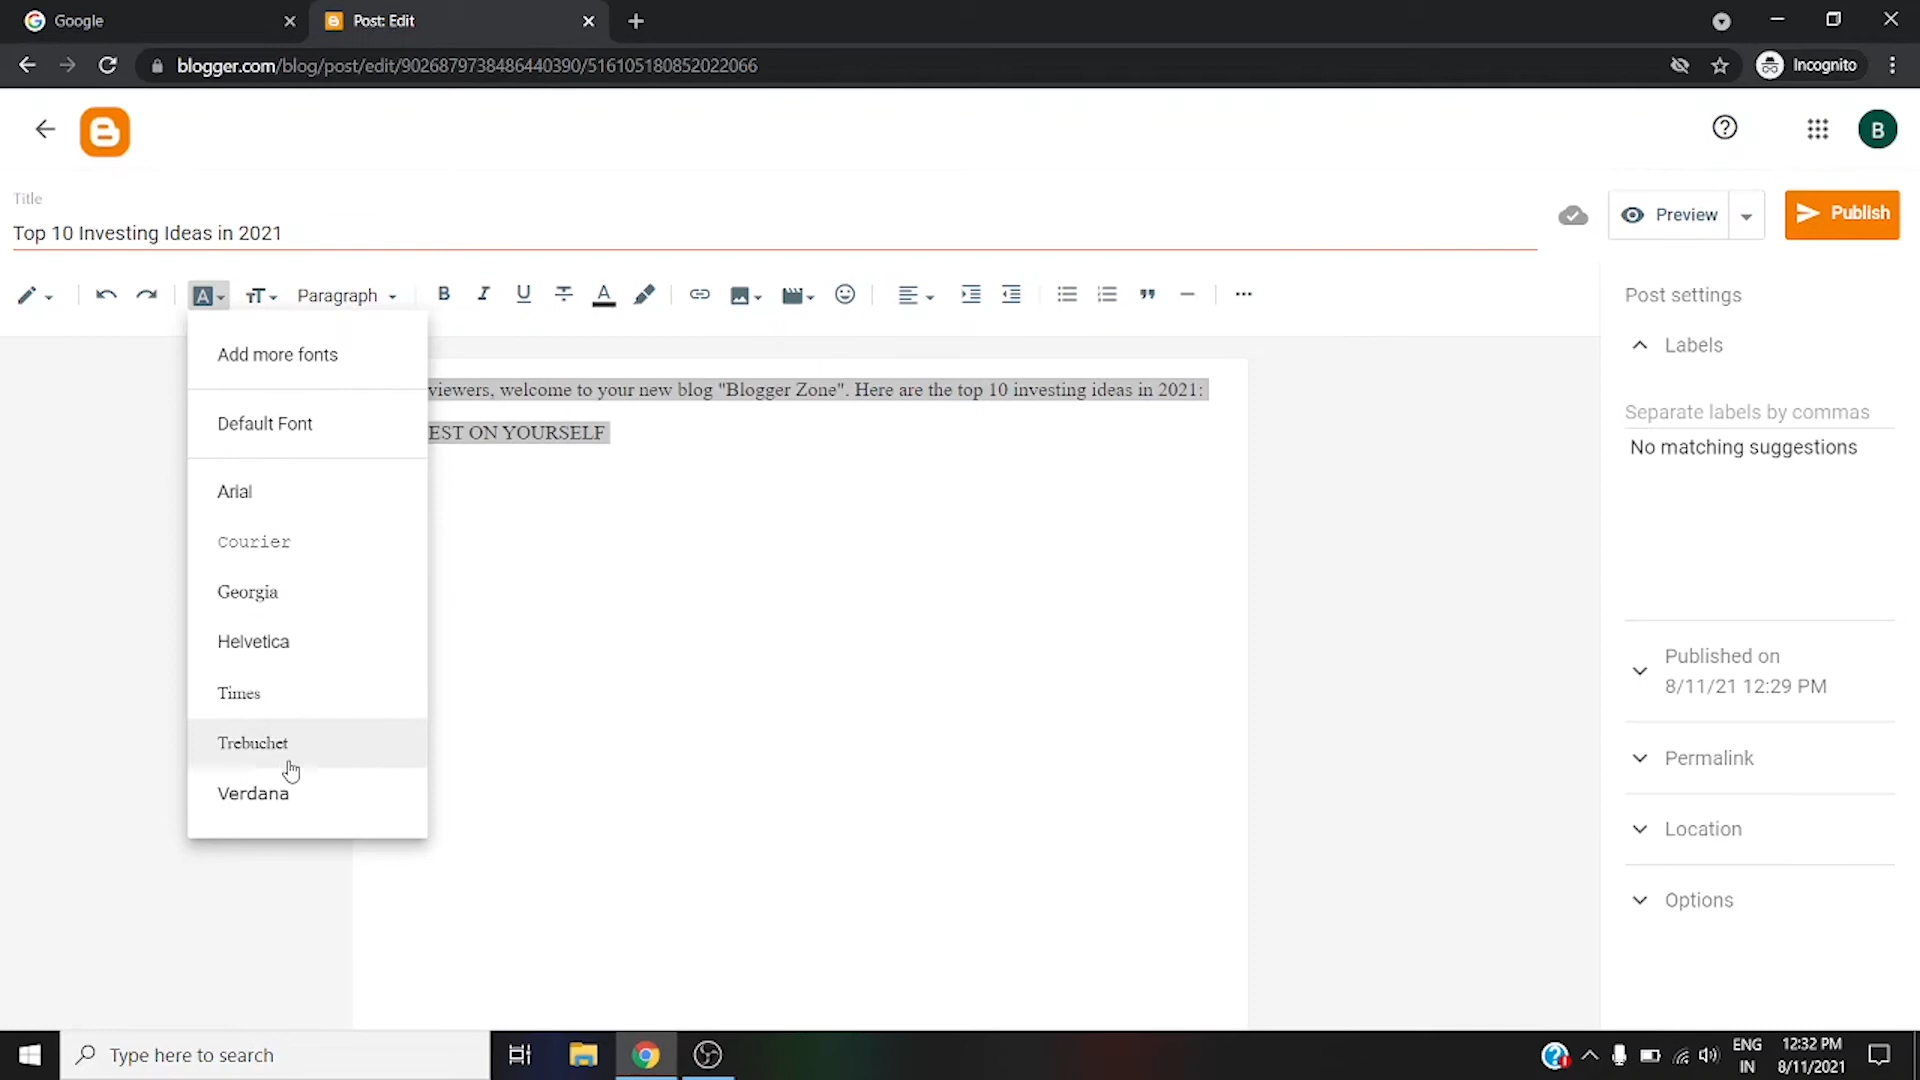 Google
Post: Edit
blogger.com/blog/post/edit/9026879738486440390/516105180852022066
Incognito
B
Title
Top 10 Investing Ideas in 2021
Preview
Publish
Paragraph
Post settings
Add more fonts
Labels
viewers, welcome to your new blog "Blogger Zone". Here are the top 10 investing ideas in 2021:
Separate labels by commas
Default Font
EST ON YOURSELF
No matching suggestions
Arial
Courier
Georgia
Helvetica
Times
Trebuchet
Verdana
Published on
8/11/21 12:29 PM
Permalink
Location
Options
Type here to search
ENG
IN
12:32 PM
8/11/2021